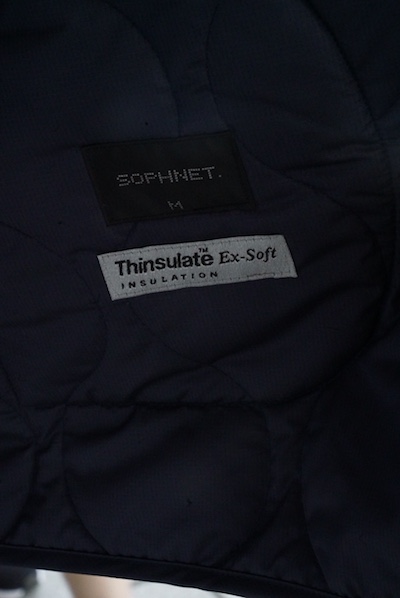 SOPHNET.
M
Thinsulate™ Ex-Soft
INSULATION